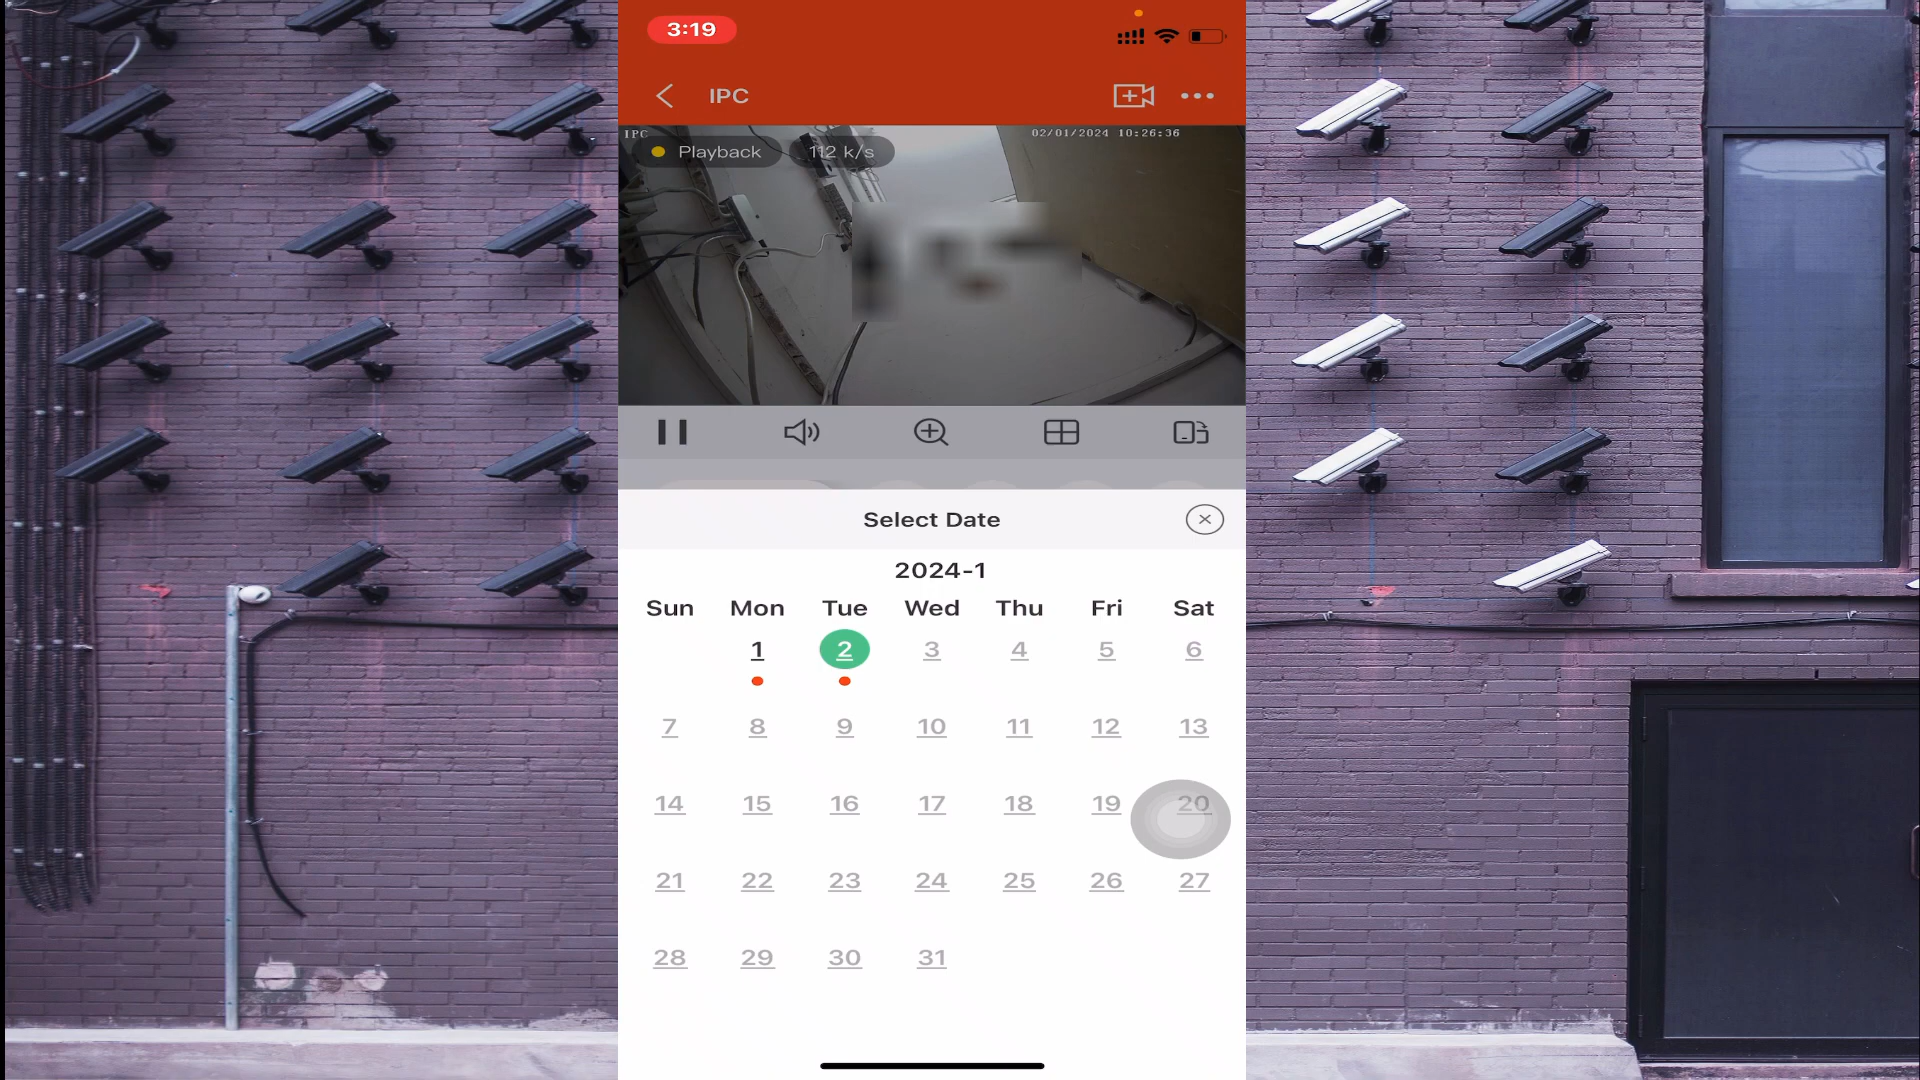 3:19
IPC
IPC
02/01/2024 10:26:36
Playback
112 k/s
Select Date
2024-1
Sun Mon Tue Wed Thu Fri Sat
1 2 3 4 5 6
7 8 9 10 11 12 13
14 15 16 17 18 19 20
21 22 23 24 25 26 27
28 29 30 31